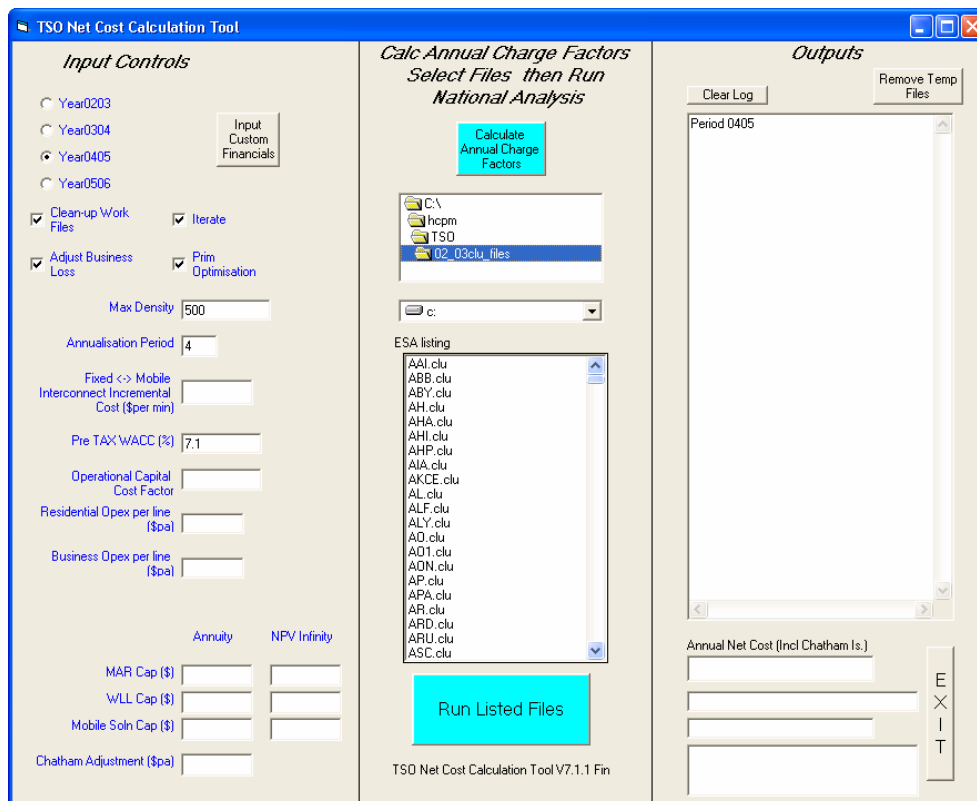 TSO Net Cost Calculation Tool
Input Controls
Year0203
Year0304
Year0405
Year0506
Input
Custom
Financials
Clean-up Work
Files
Iterate
Adjust Business
Loss
Prim
Optimisation
Max Density
500
Annualisation Period
4
Fixed <-> Mobile
Interconnect Incremental
Cost ($per min)
Pre TAX WACC (%)
7.1
Operational Capital
Cost Factor
Residential Opex per line
($pa)
Business Opex per line
($pa)
Annuity
NPV Infinity
MAR Cap ($)
WLL Cap ($)
Mobile Soln Cap ($)
Chatham Adjustment ($pa)
Calc Annual Charge Factors
Select Files then Run
National Analysis
Calculate
Annual Charge
Factors
C:\
hcpm
TSO
02_03clu_files
c:
ESA listing
AAI.clu
ABB.clu
ABY.clu
AH.clu
AHA.clu
AHI.clu
AHP.clu
AIA.clu
AKCE.clu
AL.clu
ALF.clu
ALY.clu
AO.clu
AO1.clu
AON.clu
AP.clu
APA.clu
AR.clu
ARD.clu
ARU.clu
ASC.clu
Run Listed Files
TSO Net Cost Calculation Tool V7.1.1 Fin
Outputs
Clear Log
Remove Temp
Files
Period 0405
Annual Net Cost (Incl Chatham Is.)
E
X
I
T